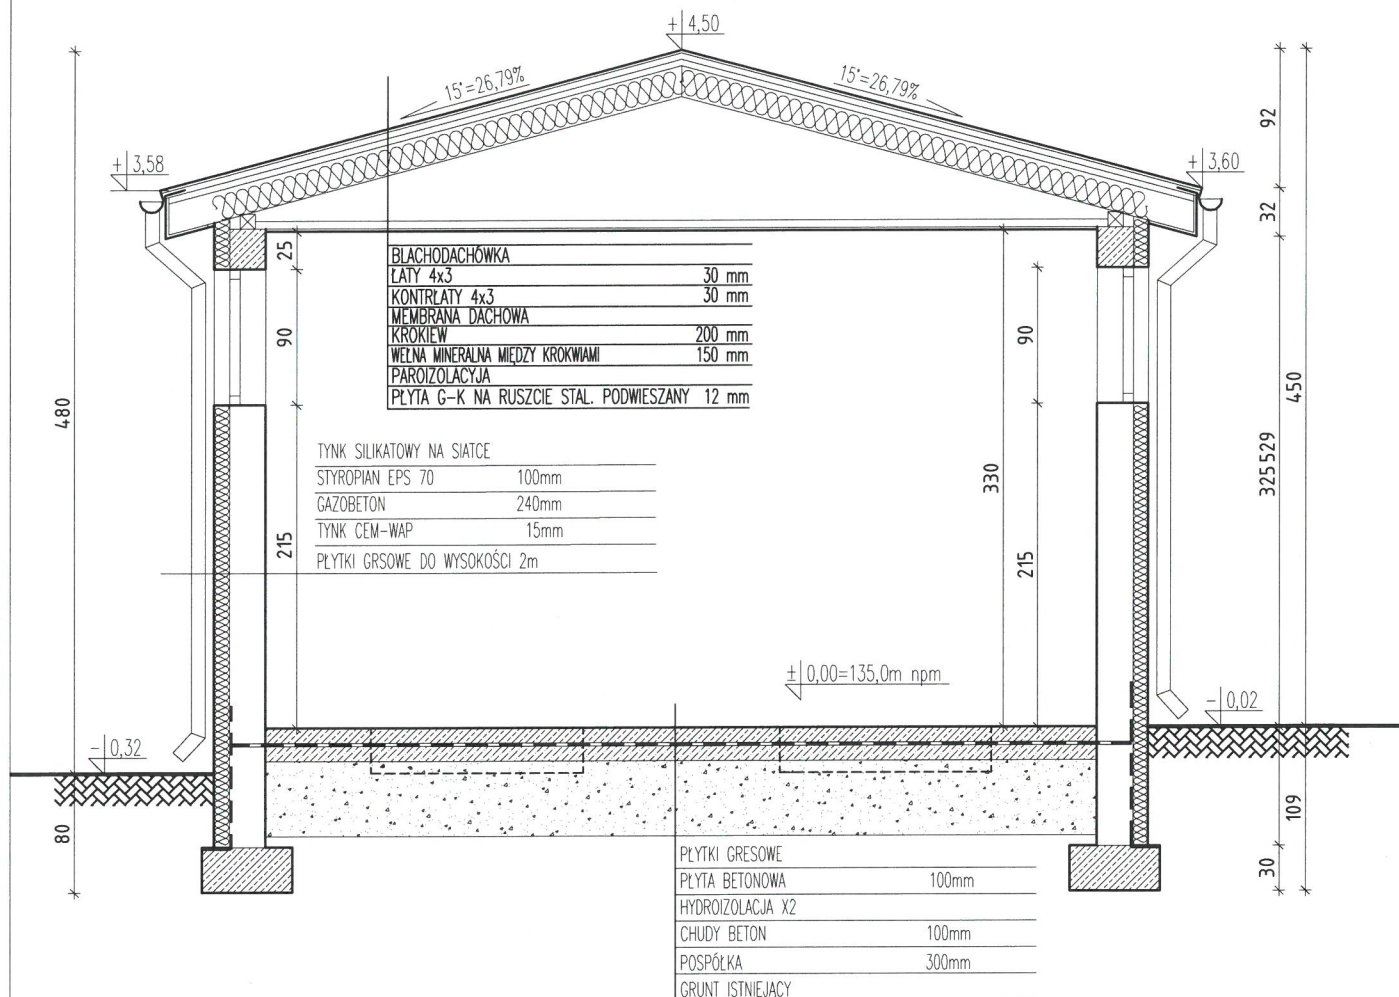 + 4,50
15°=26,79%
15°=26,79%
+ 3,58
+ 3,60
92
32
25
BLACHODACHÓWKA
ŁATY 4x3 30 mm
KONTRŁATY 4x3 30 mm
MEMBRANA DACHOWA
KROKIEW 200 mm
WEŁNA MINERALNA MIĘDZY KROKWIAMI 150 mm
PAROIZOLACYJA
PŁYTA G-K NA RUSZCIE STAL. PODWIESZANY 12 mm
90
90
480
450
TYNK SILIKATOWY NA SIATCE
STYROPIAN EPS 70 100mm
GAZOBETON 240mm
TYNK CEM-WAP 15mm
PŁYTKI GRSOWE DO WYSOKOŚCI 2m
330
325529
215
215
± 0,00=135,0m npm
- 0,02
- 0,32
80
109
30
PŁYTKI GRESOWE
PŁYTA BETONOWA 100mm
HYDROIZOLACJA X2
CHUDY BETON 100mm
POSPÓŁKA 300mm
GRUNT ISTNIEJACY